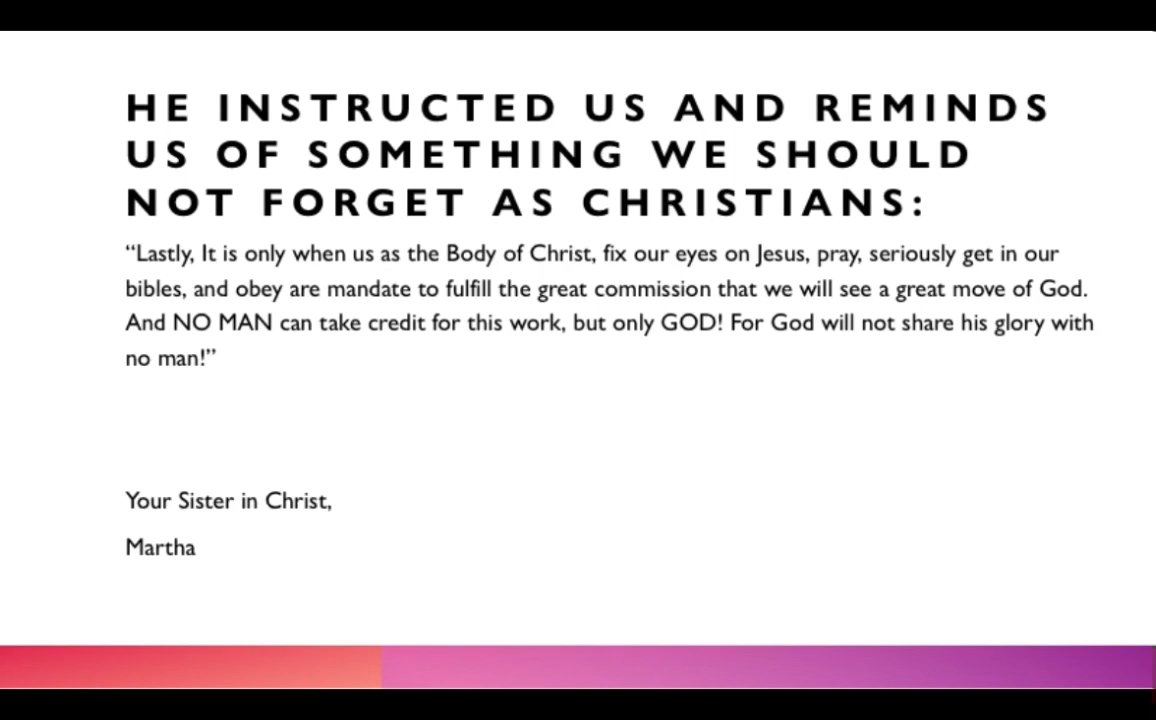 HE INSTRUCTED US AND REMINDS
US OF SOMETHING WE SHOULD
NOT FORGET AS CHRISTIANS:
“Lastly, It is only when us as the Body of Christ, fix our eyes on Jesus, pray, seriously get in our
bibles, and obey are mandate to fulfill the great commission that we will see a great move of God.
And NO MAN can take credit for this work, but only GOD! For God will not share his glory with
no man!”
Your Sister in Christ,
Martha